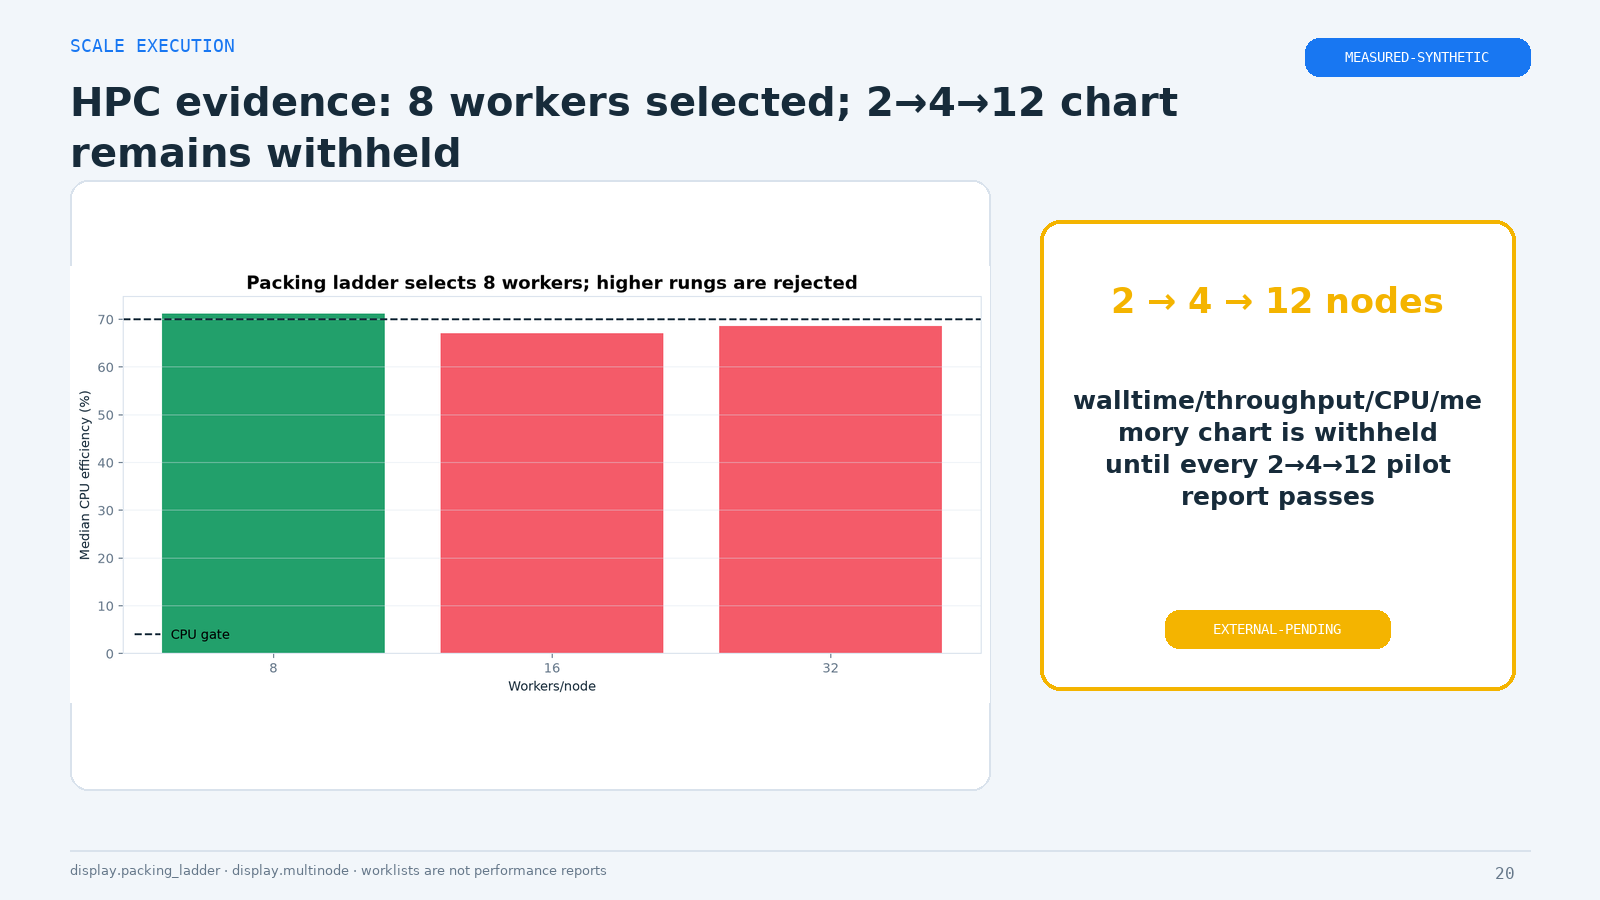 SCALE EXECUTION
MEASURED-SYNTHETIC
HPC evidence: 8 workers selected; 2→4→12 chart
remains withheld
Packing ladder selects 8 workers; higher rungs are rejected
Median CPU efficiency (%)
70
60
50
40
30
20
10
0
CPU gate
8
16
32
Workers/node
2 → 4 → 12 nodes
walltime/throughput/CPU/me
mory chart is withheld
until every 2→4→12 pilot
report passes
EXTERNAL-PENDING
display.packing_ladder · display.multinode · worklists are not performance reports
20